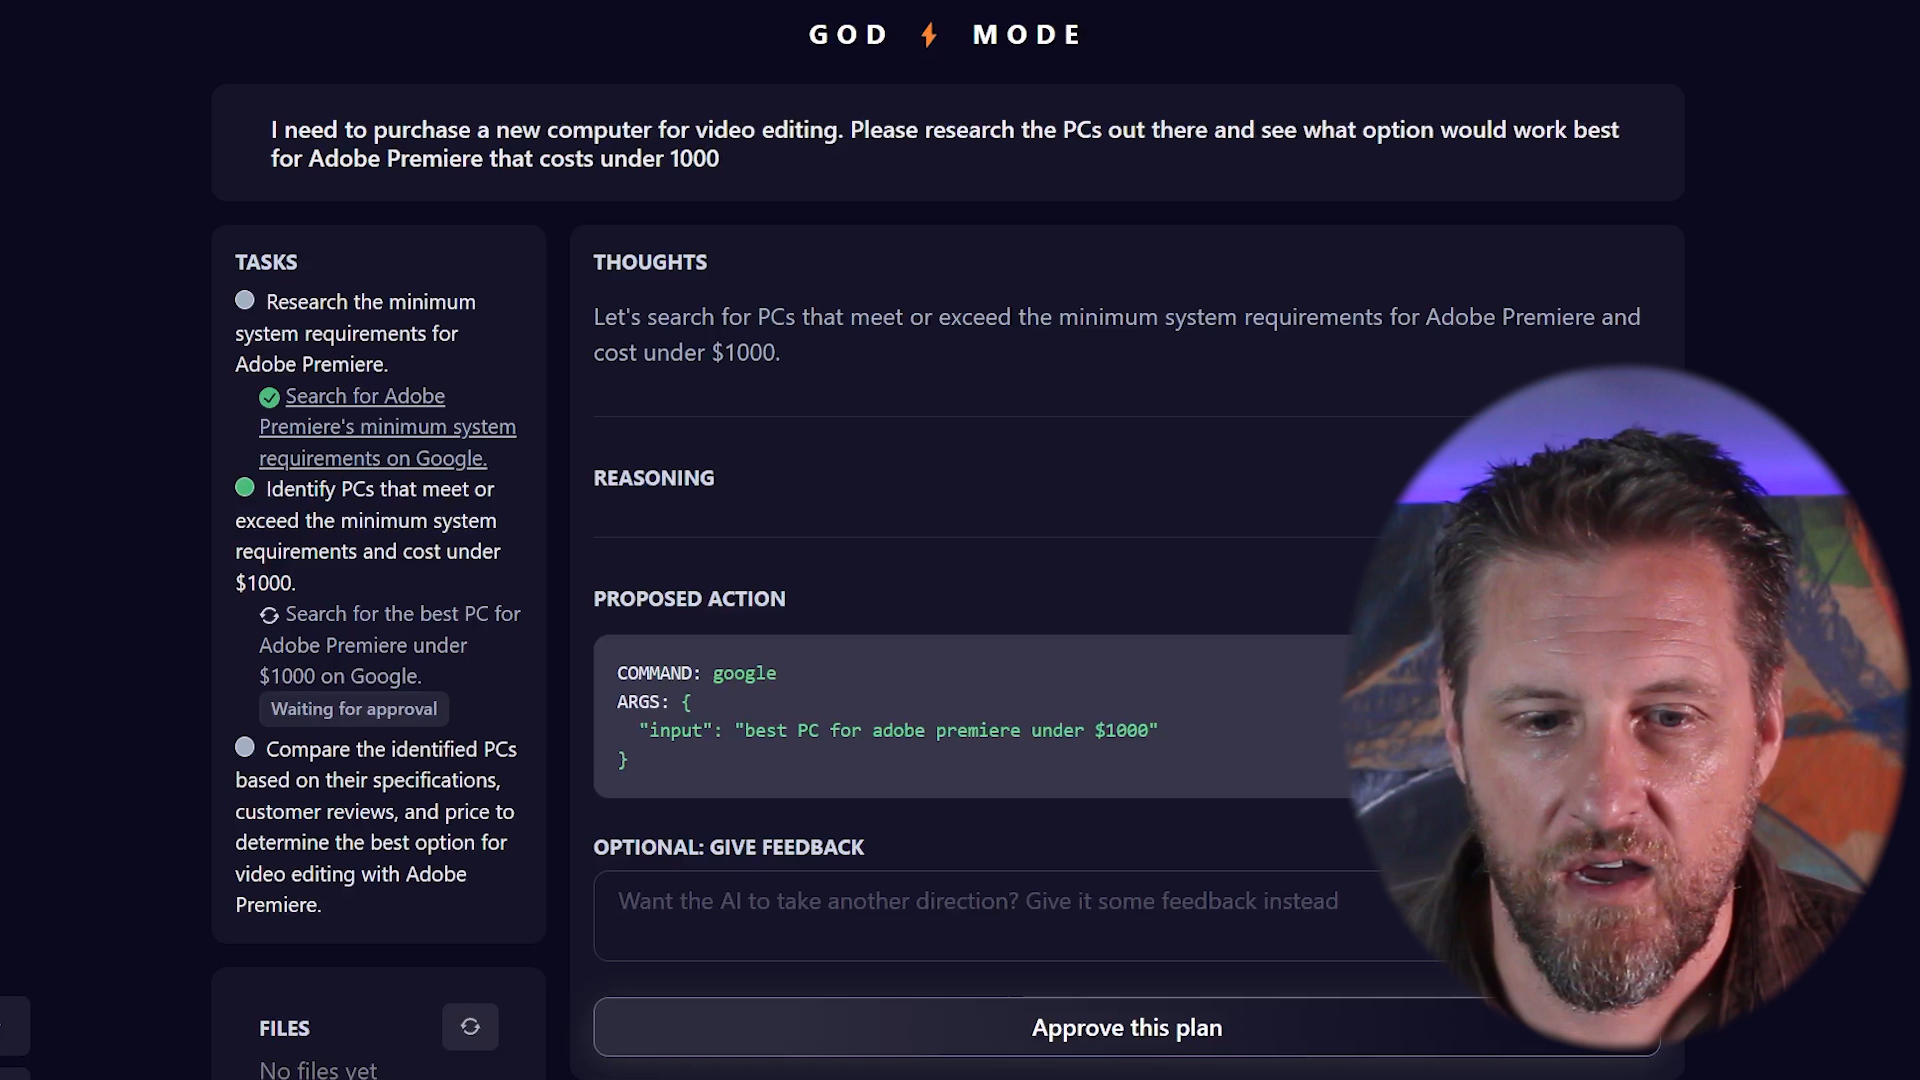 GOD MODE
I need to purchase a new computer for video editing. Please research the PCs out there and see what option would work best
for Adobe Premiere that costs under 1000
TASKS
Research the minimum
system requirements for
Adobe Premiere.
Search for Adobe
Premiere's minimum system
requirements on Google.
Identify PCs that meet or
exceed the minimum system
requirements and cost under
$1000.
Search for the best PC for
Adobe Premiere under
$1000 on Google.
Waiting for approval
Compare the identified PCs
based on their specifications,
customer reviews, and price to
determine the best option for
video editing with Adobe
Premiere.
FILES
No files yet
THOUGHTS
Let's search for PCs that meet or exceed the minimum system requirements for Adobe Premiere and
cost under $1000.
REASONING
PROPOSED ACTION
COMMAND: google
ARGS: {
"input": "best PC for adobe premiere under $1000"
}
OPTIONAL: GIVE FEEDBACK
Want the AI to take another direction? Give it some feedback instead
Approve this plan